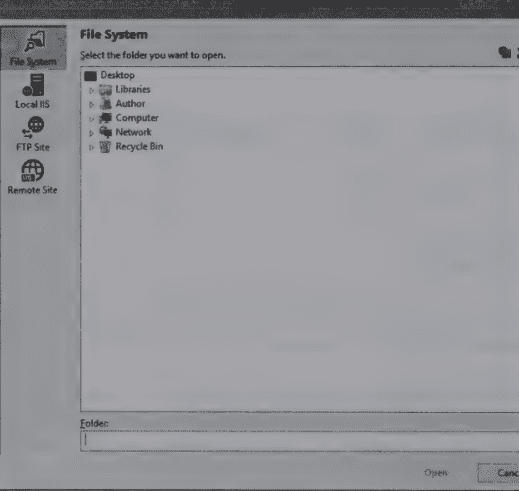 File System
Select the folder you want to open.
File System
Local IIS
FTP Site
Remote Site
Desktop
Libraries
Author
Computer
Network
Recycle Bin
Folder:
Open